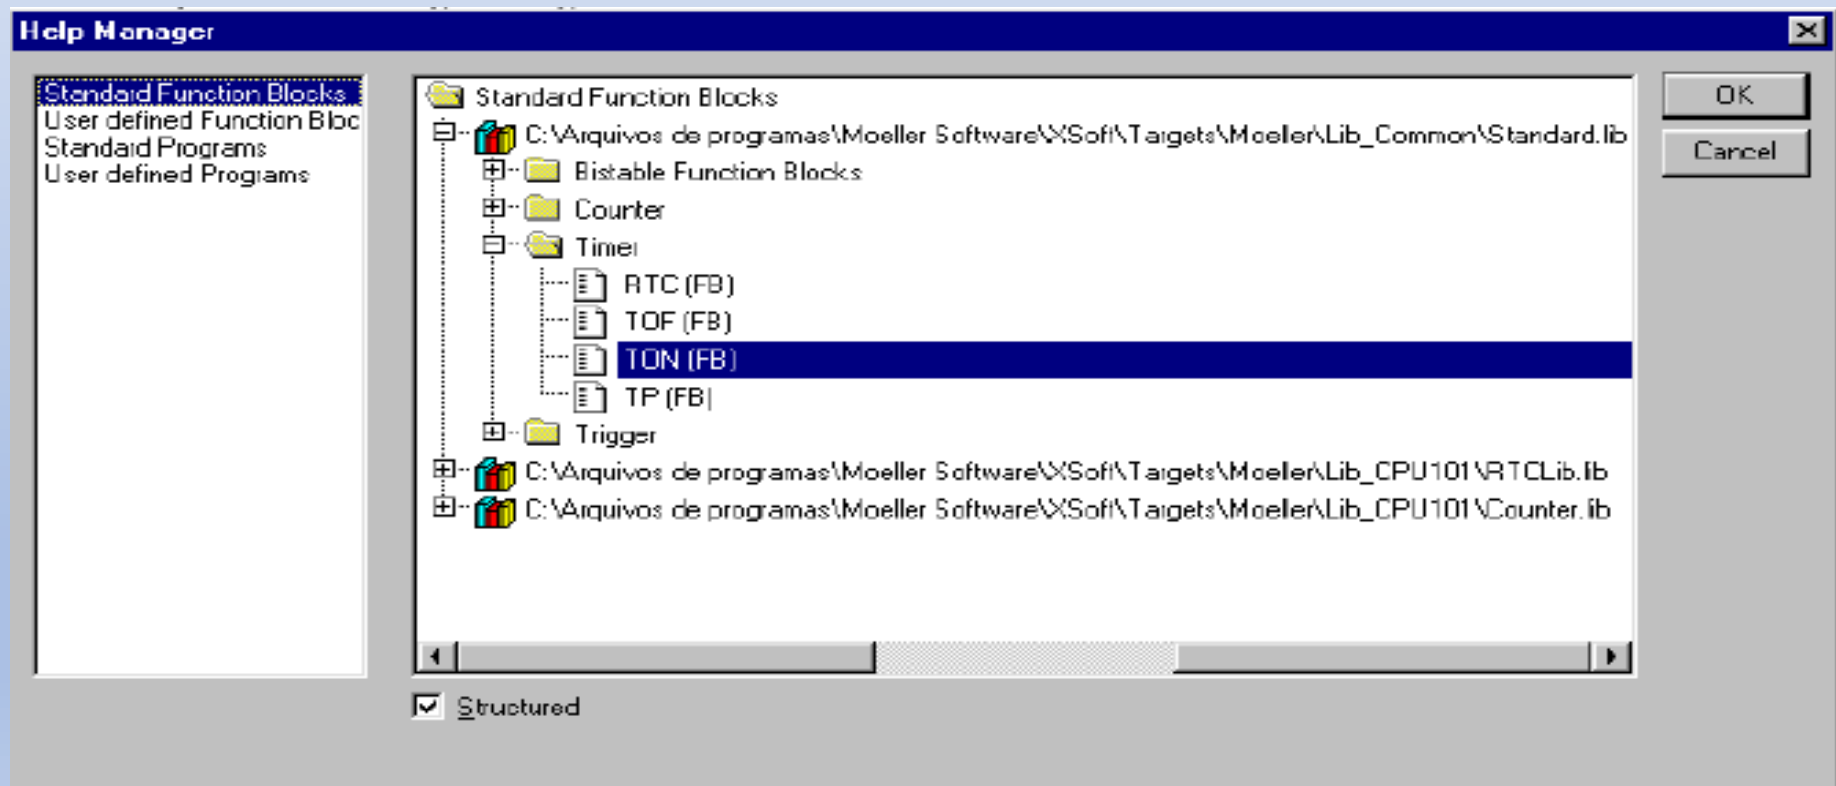 Help Manager
Standard Function Blocks
User defined Function Bloc
Standard Programs
User defined Programs
Standard Function Blocks
C:\Arquivos de programas\Moeller Software\XSoft\Targets\Moeller\Lib_Common\Standard.lib
Bistable Function Blocks
Counter
Timer
RTC (FB)
TOF (FB)
TON (FB)
TP (FB)
Trigger
C:\Arquivos de programas\Moeller Software\XSoft\Targets\Moeller\Lib_CPU101\RTCLib.lib
C:\Arquivos de programas\Moeller Software\XSoft\Targets\Moeller\Lib_CPU101\Counter.lib
OK
Cancel
Structured